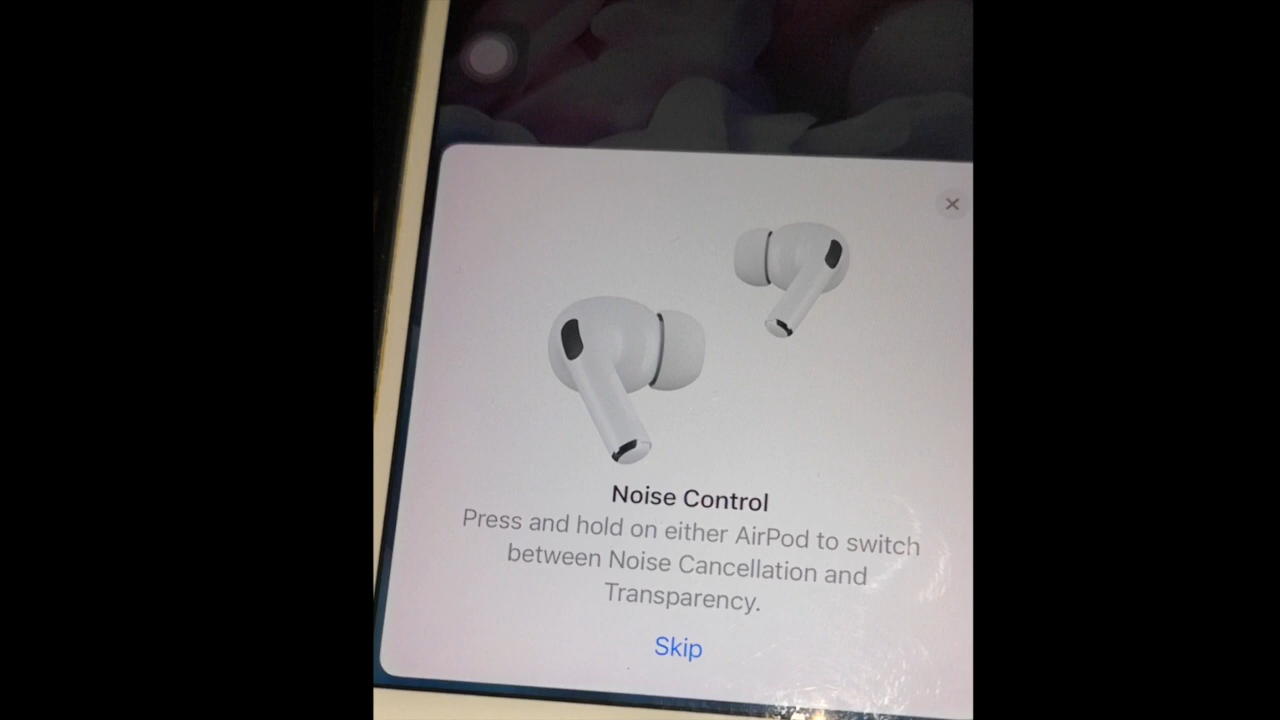 Noise Control
Press and hold on either AirPod to switch
between Noise Cancellation and
Transparency.
Skip